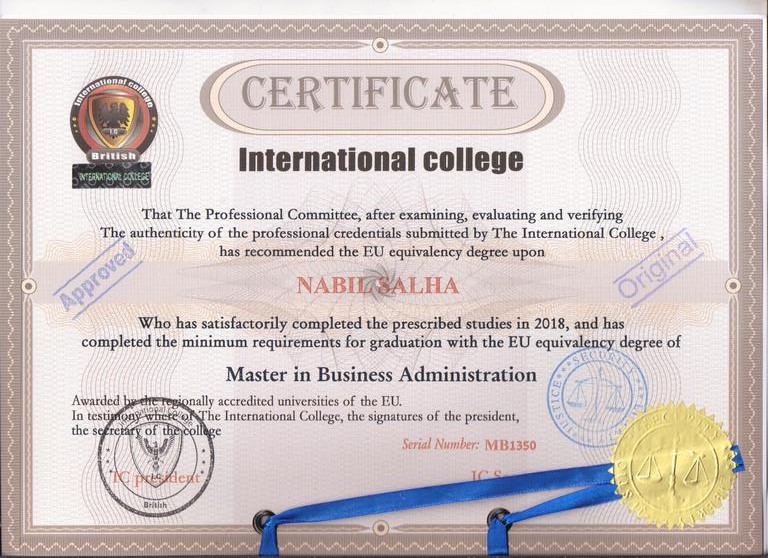 International college
I C
British
INTERNATIONAL COLLEGE
CERTIFICATE
International college
That The Professional Committee, after examining, evaluating and verifying
The authenticity of the professional credentials submitted by The International College ,
has recommended the EU equivalency degree upon
Approved
Original
NABIL SALHA
Who has satisfactorily completed the prescribed studies in 2018, and has
completed the minimum requirements for graduation with the EU equivalency degree of
Master in Business Administration
Awarded by the regionally accredited universities of the EU.
In testimony where of The International College, the signatures of the president,
the secretary of the college
International College
British
JUSTICE
SECURITY
Serial Number: MB1350
IC president
IC S